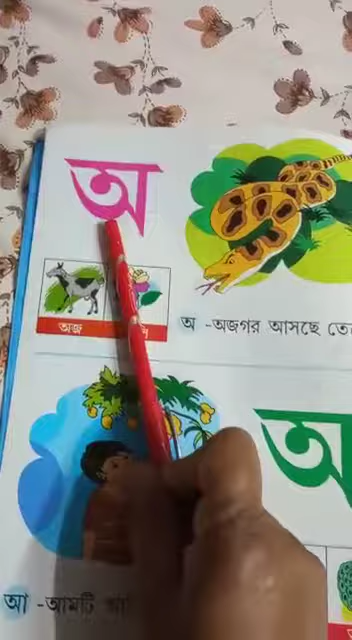 অ
অজ
অ -অজগর আসছে
আ
আ -আমটি